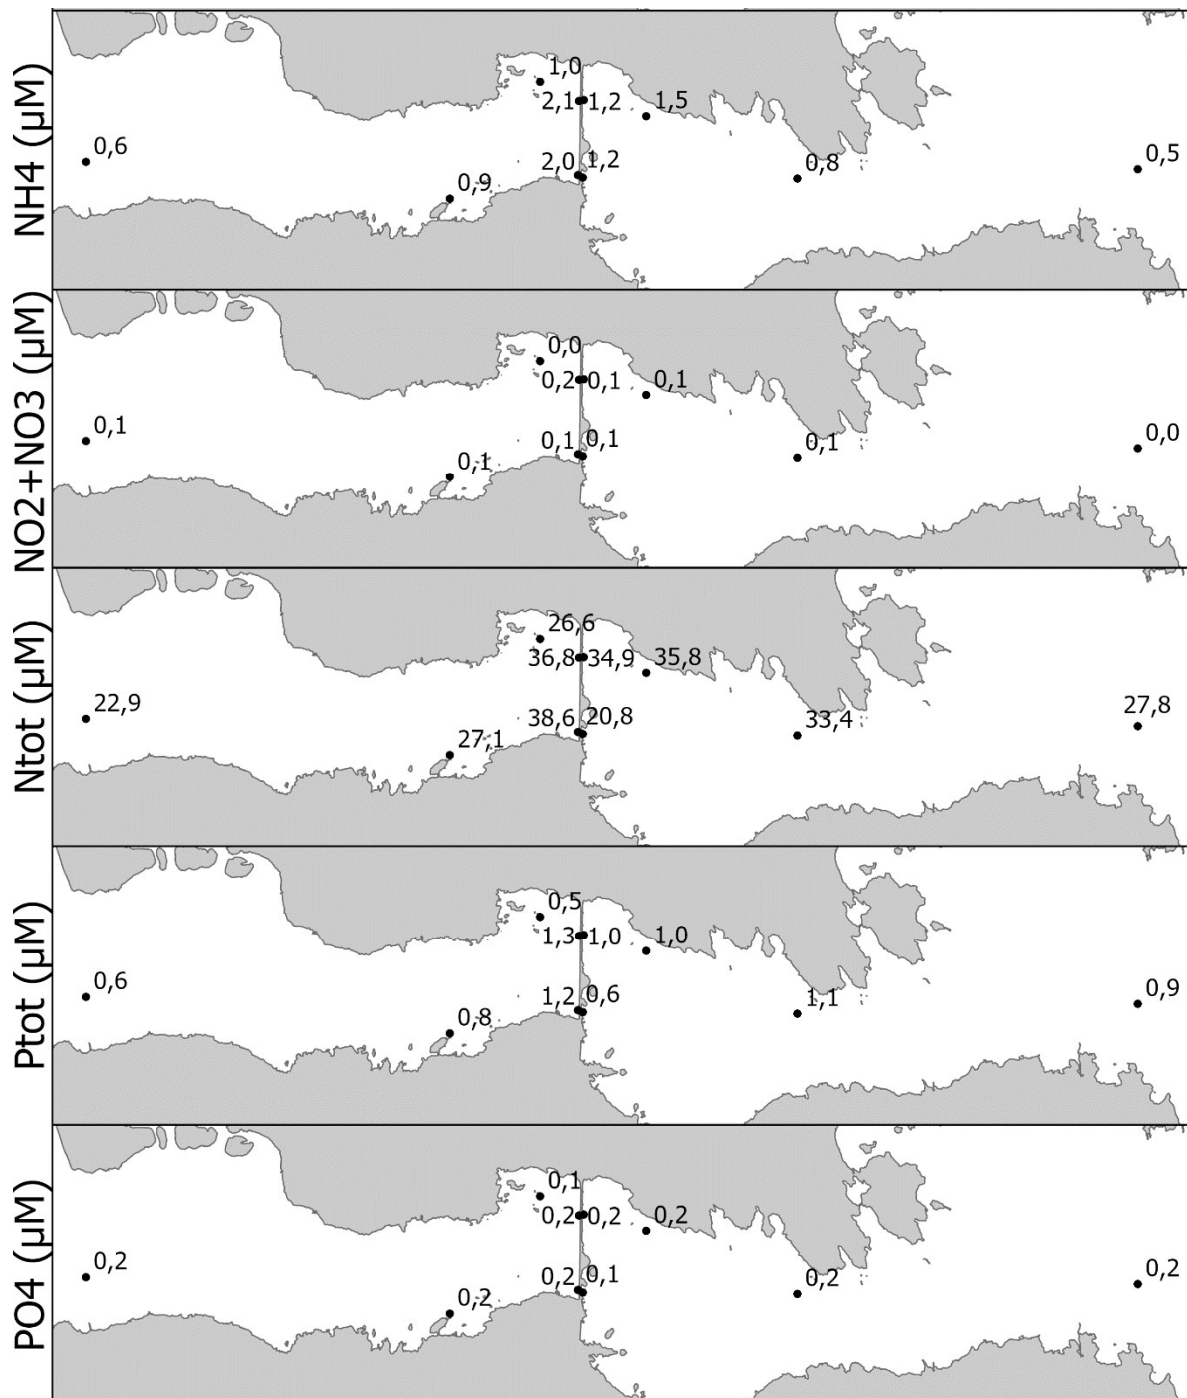 NH4 (µM)
1,0
2,1 1,2 1,5
0,6
2,0 1,2 0,8 0,5
0,9
NO2+NO3 (µM)
0,0
0,2 0,1 0,1
0,1
0,1 0,1 0,1 0,0
0,1
Ntot (µM)
26,6
36,8 34,9 35,8
22,9
38,6 20,8 33,4 27,8
27,1
Ptot (µM)
0,5
1,3 1,0 1,0
0,6
1,2 0,6 1,1 0,9
0,8
PO4 (µM)
0,1
0,2 0,2 0,2
0,2
0,2 0,1 0,2 0,2
0,2